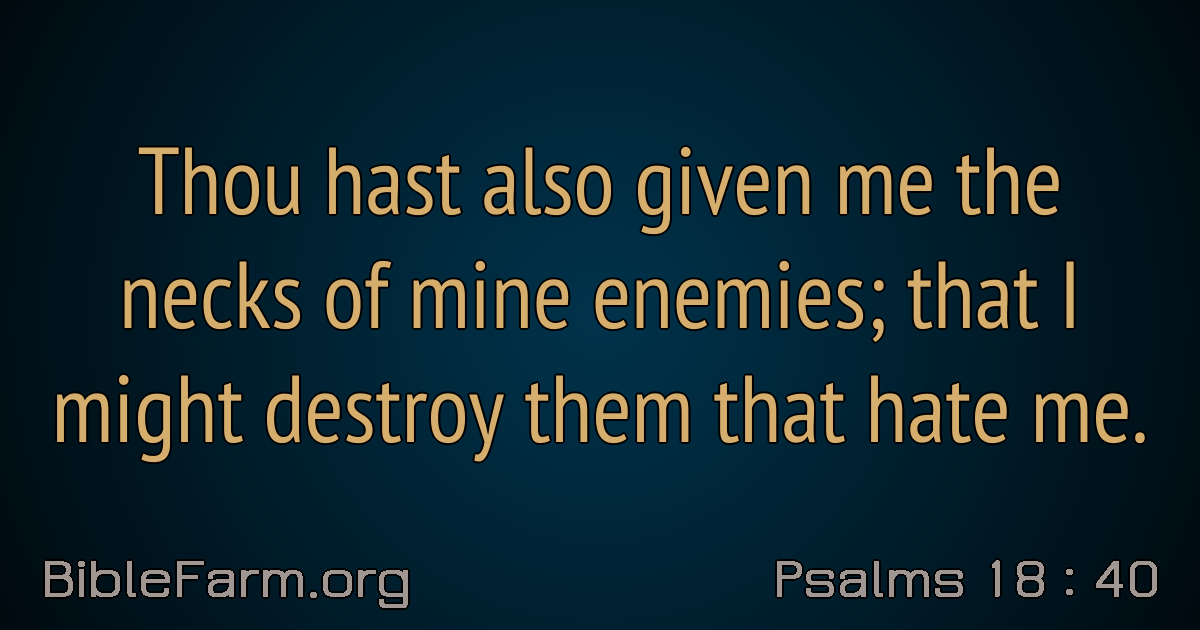 Thou hast also given me the
necks of mine enemies; that I
might destroy them that hate me.
BibleFarm.org
Psalms 18 : 40